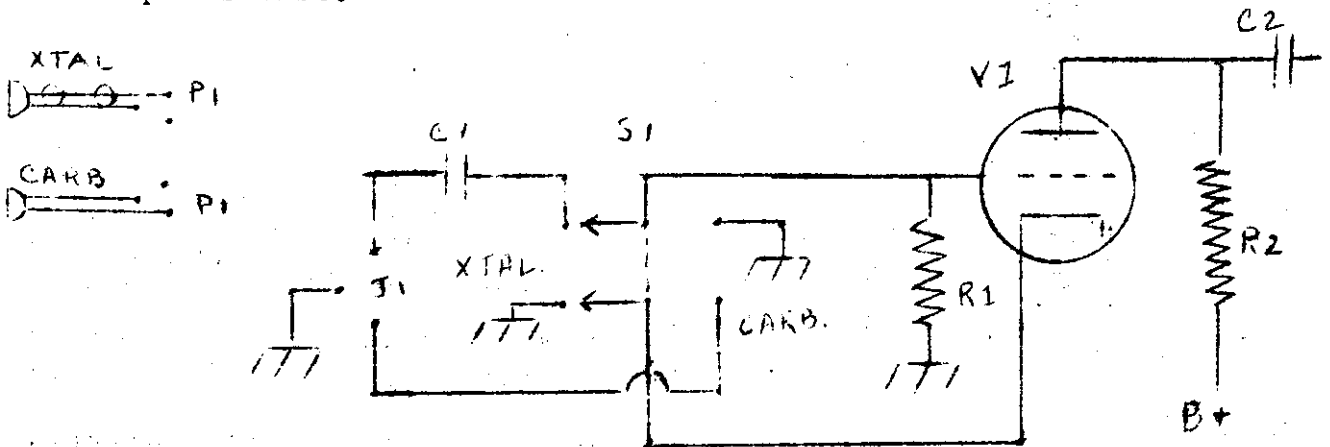 C2
XTAL
P1
V1
C1
S1
CARB
P1
XTAL.
J1
R2
R1
CARB.
B+